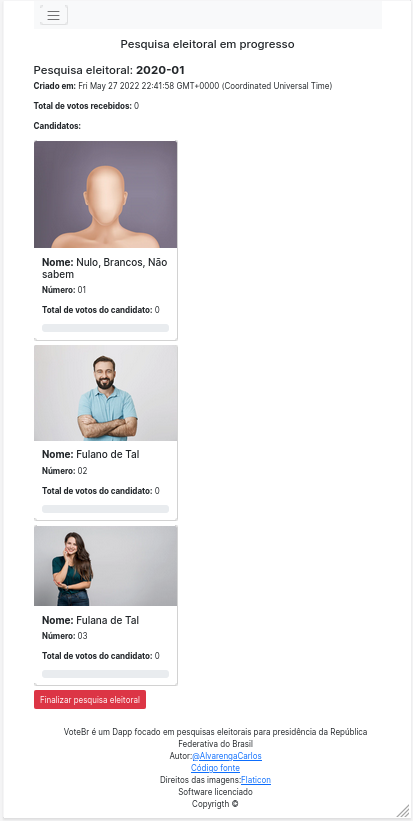 Pesquisa eleitoral em progresso
Pesquisa eleitoral: 2020-01
Criado em: Fri May 27 2022 22:41:58 GMT+0000 (Coordinated Universal Time)
Total de votos recebidos: 0
Candidatos:
Nome: Nulo, Brancos, Não
sabem
Número: 01
Total de votos do candidato: 0
Nome: Fulano de Tal
Número: 02
Total de votos do candidato: 0
Nome: Fulana de Tal
Número: 03
Total de votos do candidato: 0
Finalizar pesquisa eleitoral
VoteBr é um Dapp focado em pesquisas eleitorais para presidência da República
Federativa do Brasil
Autor:@AlvarengaCarlos
Código fonte
Direitos das imagens:Flaticon
Software licenciado
Copyrigth ©